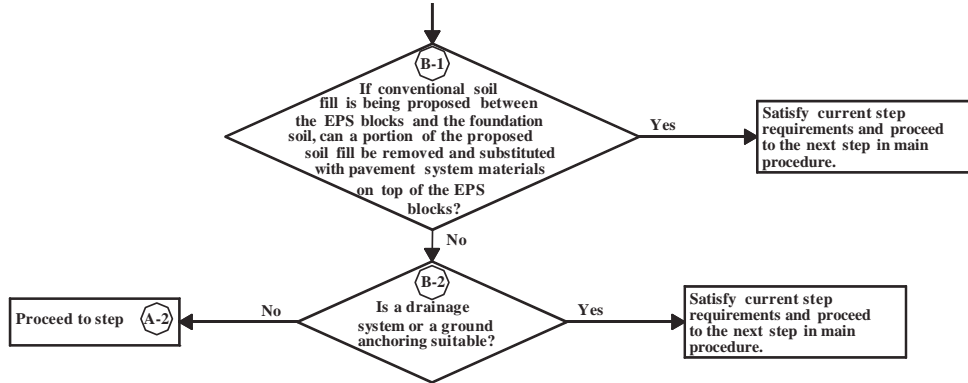 B-1
If conventional soil
fill is being proposed between
the EPS blocks and the foundation
soil, can a portion of the proposed
soil fill be removed and substituted
with pavement system materials
on top of the EPS
blocks?
Yes
Satisfy current step
requirements and proceed
to the next step in main
procedure.
No
B-2
Is a drainage
system or a ground
anchoring suitable?
No
Proceed to step A-2
Yes
Satisfy current step
requirements and proceed
to the next step in main
procedure.